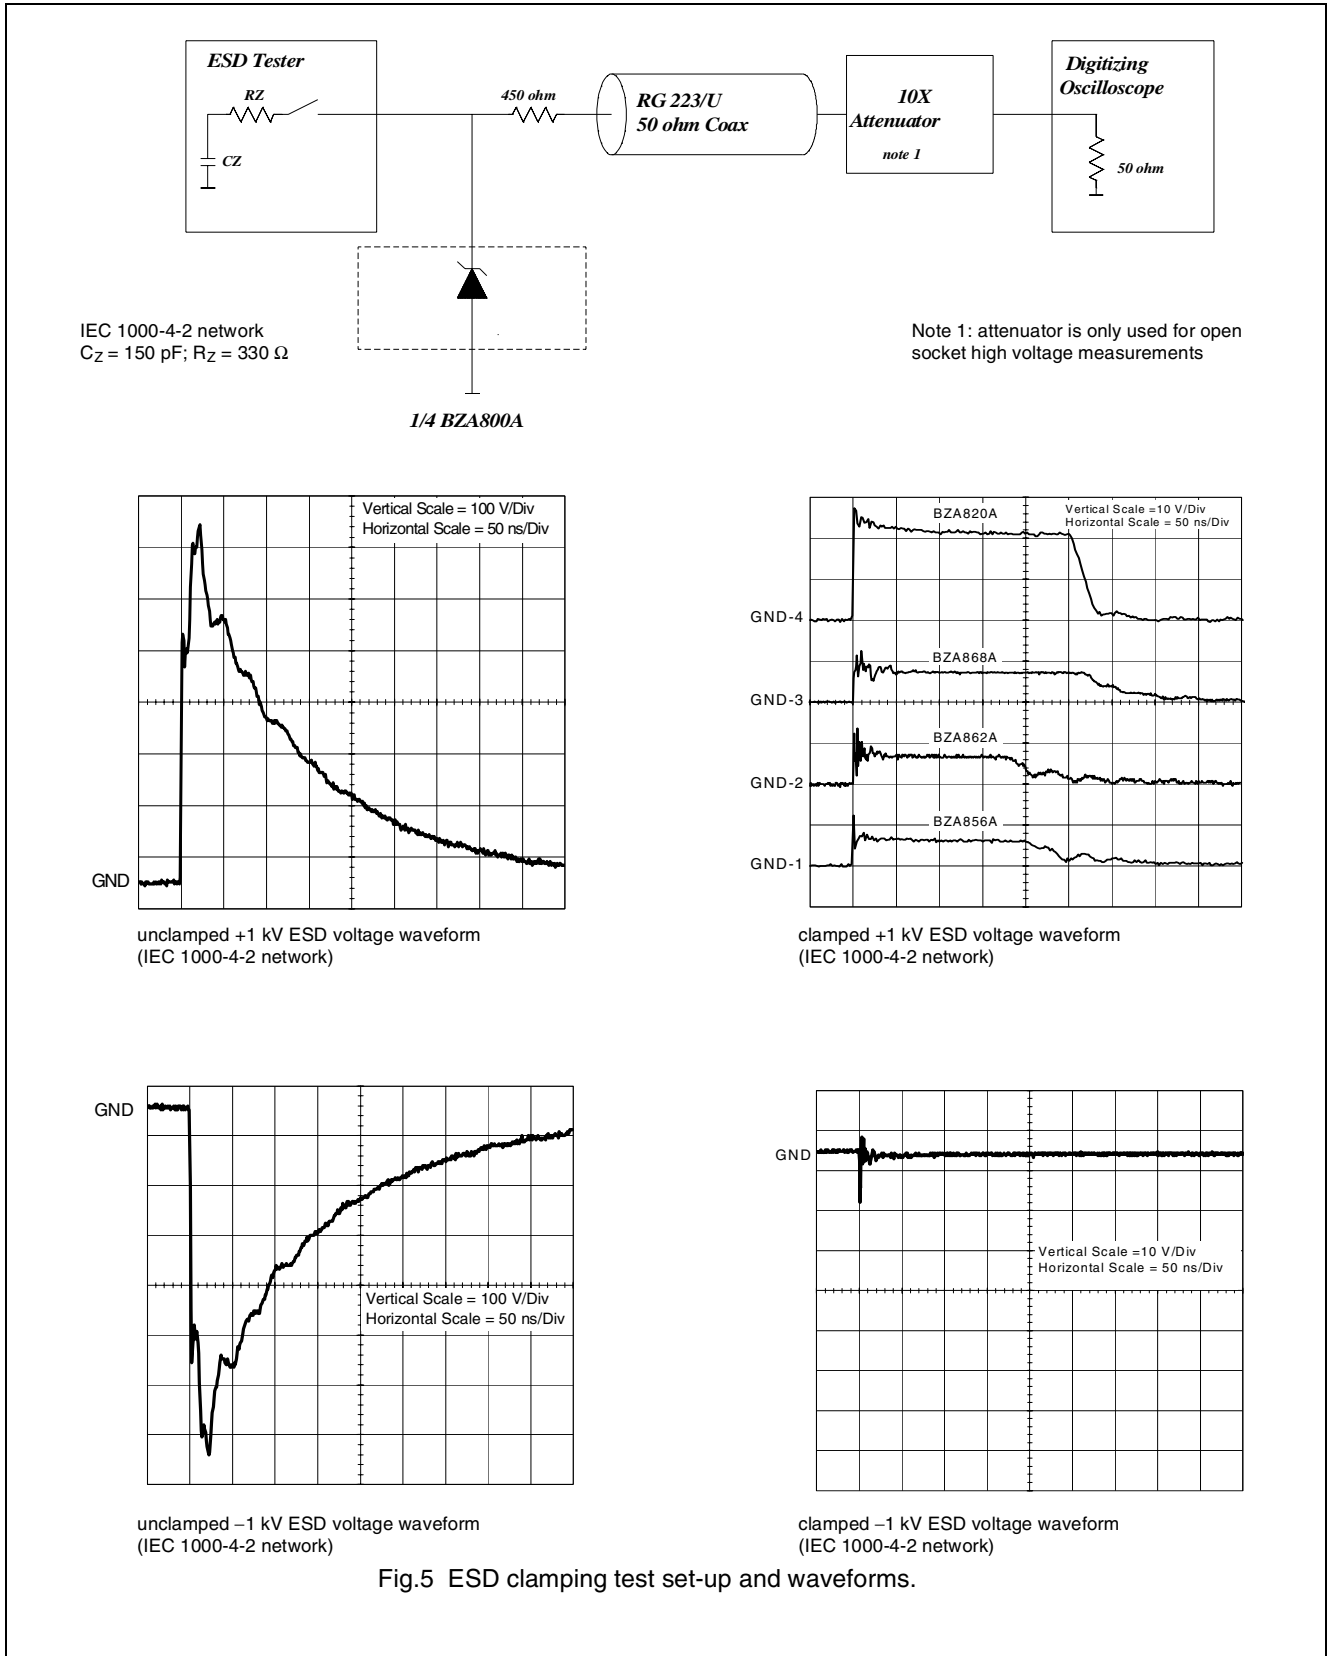 ESD Tester
RZ
CZ
450 ohm
RG 223/U
50 ohm Coax
10X
Attenuator
note 1
Digitizing
Oscilloscope
50 ohm
IEC 1000-4-2 network
CZ = 150 pF; RZ = 330 Ω
Note 1: attenuator is only used for open
socket high voltage measurements
1/4 BZA800A
Vertical Scale = 100 V/Div
Horizontal Scale = 50 ns/Div
GND
unclamped +1 kV ESD voltage waveform
(IEC 1000-4-2 network)
BZA820A
Vertical Scale =10 V/Div
Horizontal Scale = 50 ns/Div
GND-4
BZA868A
GND-3
BZA862A
GND-2
BZA856A
GND-1
clamped +1 kV ESD voltage waveform
(IEC 1000-4-2 network)
GND
Vertical Scale = 100 V/Div
Horizontal Scale = 50 ns/Div
unclamped −1 kV ESD voltage waveform
(IEC 1000-4-2 network)
GND
Vertical Scale =10 V/Div
Horizontal Scale = 50 ns/Div
clamped −1 kV ESD voltage waveform
(IEC 1000-4-2 network)
Fig.5 ESD clamping test set-up and waveforms.